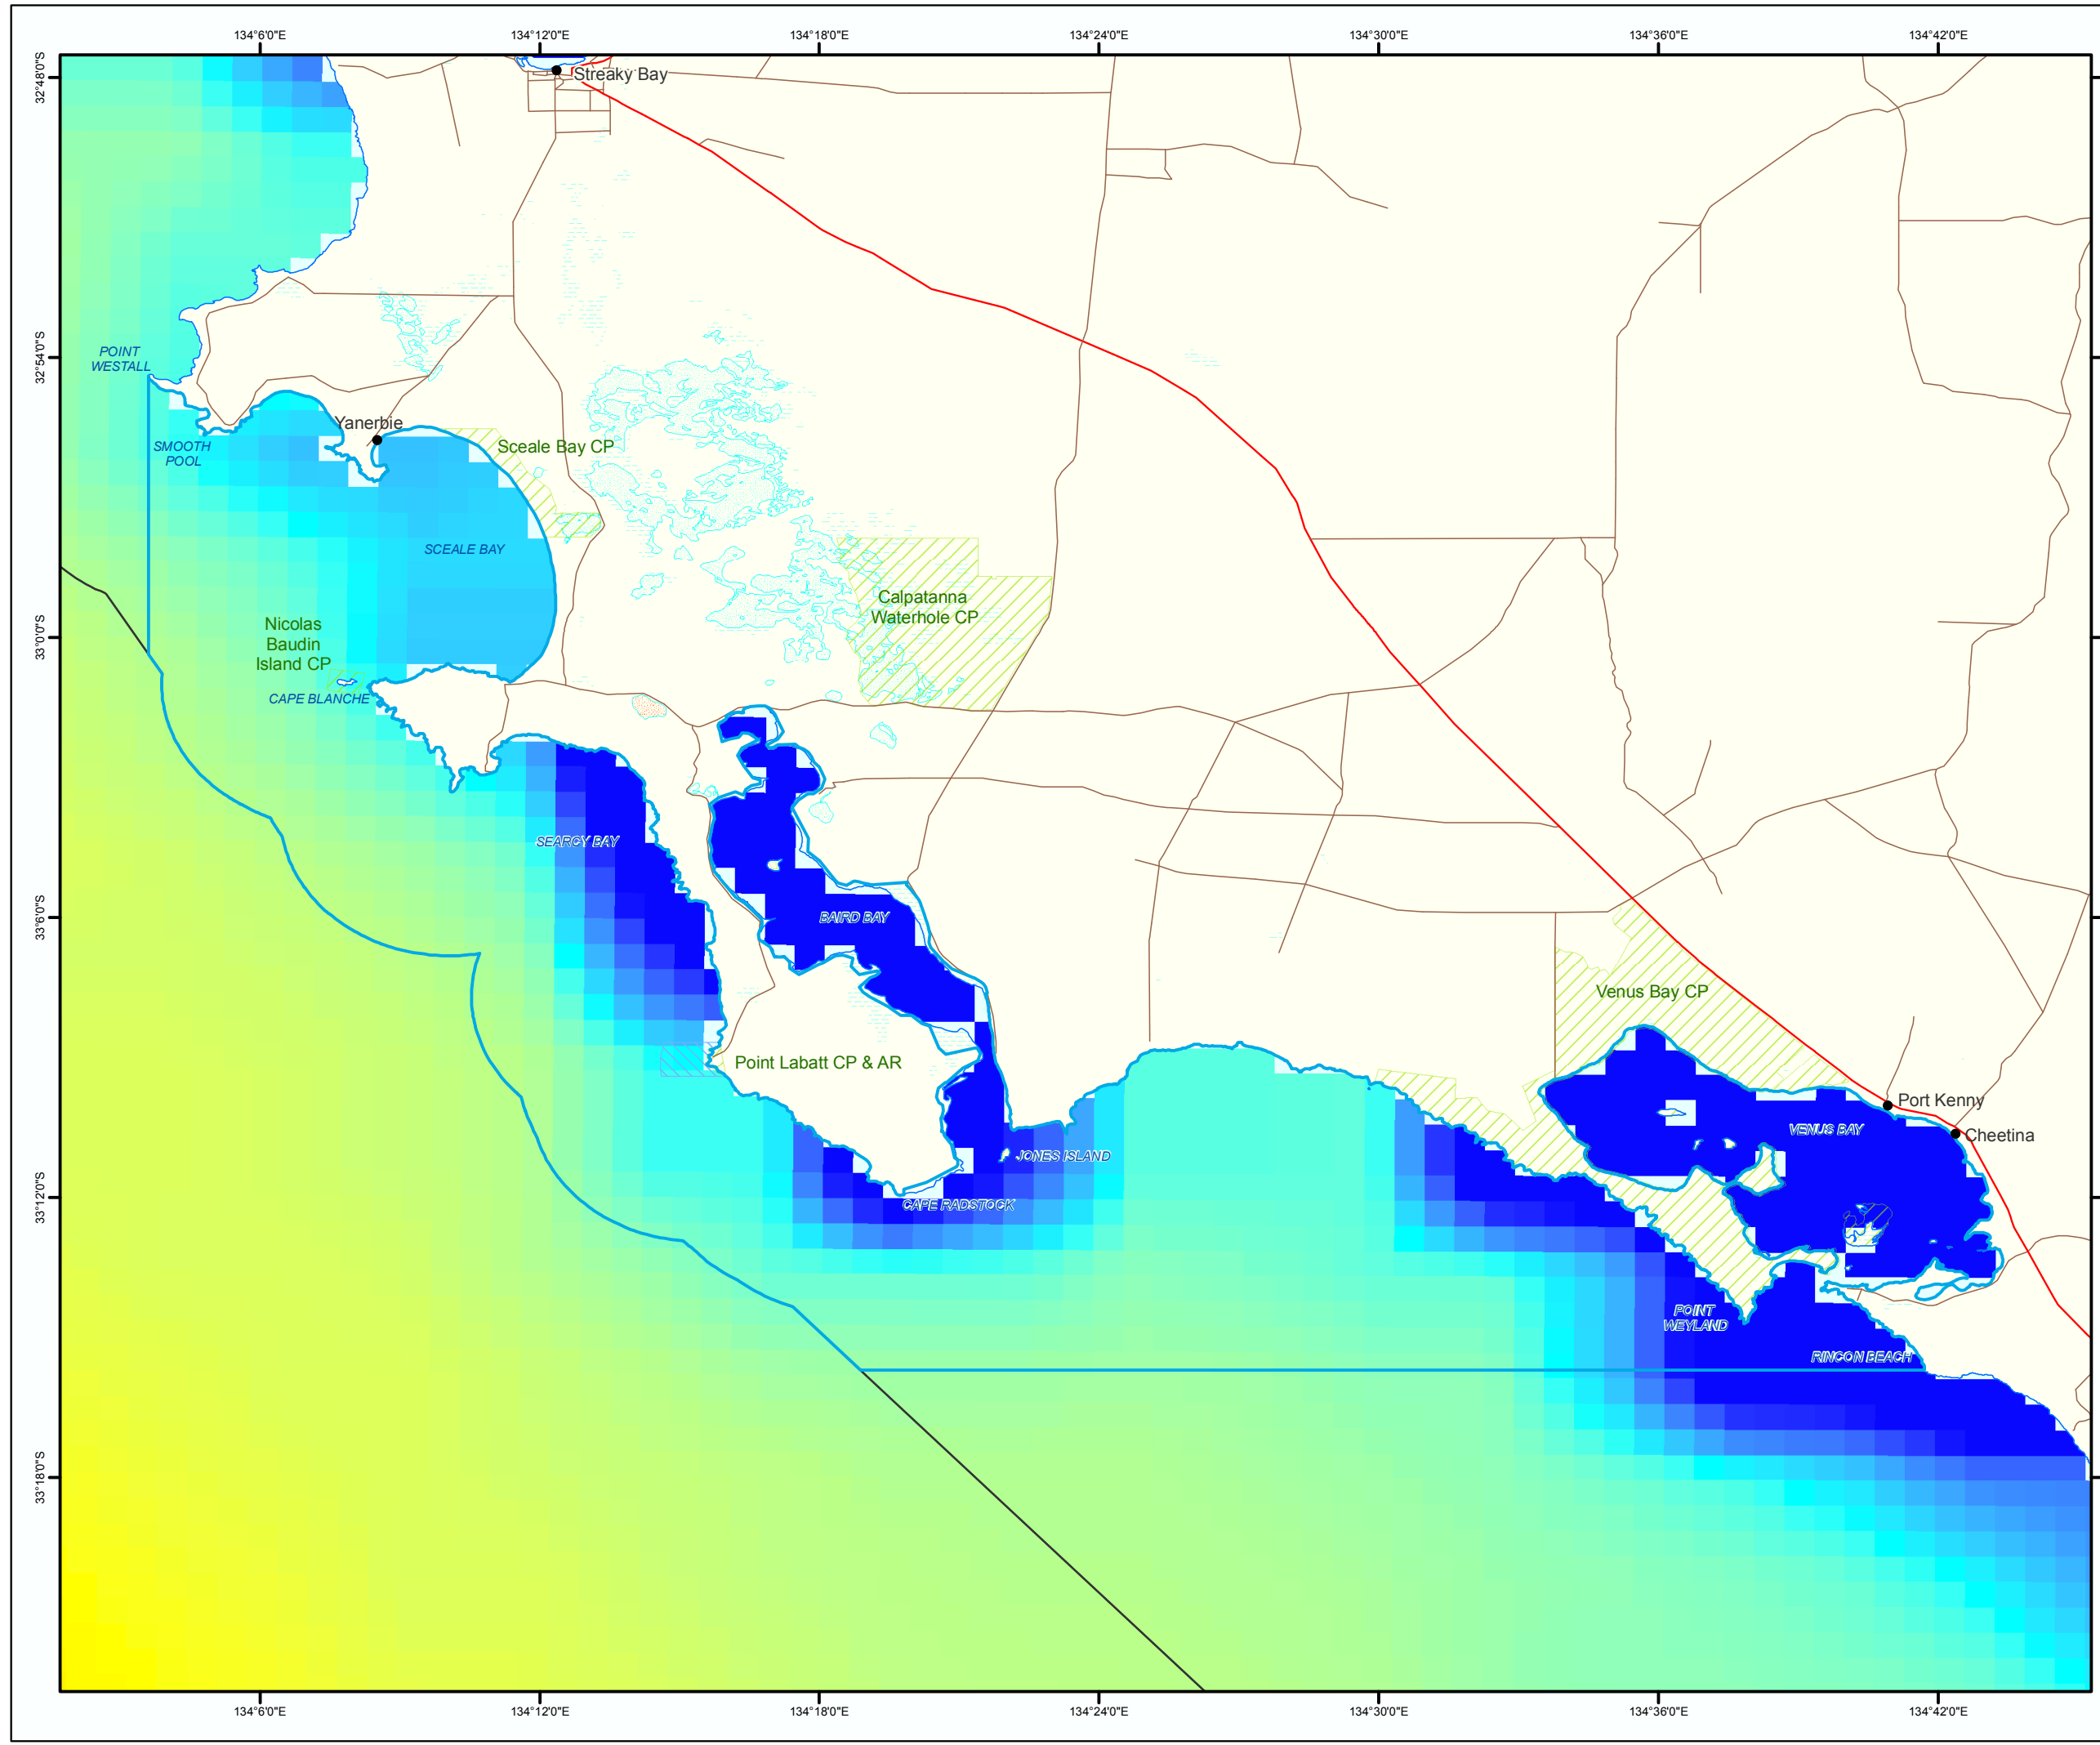 134°6'0"E
134°12'0"E
134°18'0"E
134°24'0"E
134°30'0"E
134°36'0"E
134°42'0"E
32°48'0"S
Streaky Bay
32°54'0"S
POINT
WESTALL
Yanerbie
SMOOTH
POOL
Sceale Bay CP
SCEALE BAY
Calpatanna
Waterhole CP
33°0'0"S
Nicolas
Baudin
Island CP
CAPE BLANCHE
SEARCY BAY
33°6'0"S
BAIRD BAY
Venus Bay CP
Point Labatt CP & AR
Port Kenny
VENUS BAY
Cheetina
JONES ISLAND
33°12'0"S
CAPE RADSTOCK
POINT
WEYLAND
RINCON BEACH
33°18'0"S
134°6'0"E
134°12'0"E
134°18'0"E
134°24'0"E
134°30'0"E
134°36'0"E
134°42'0"E